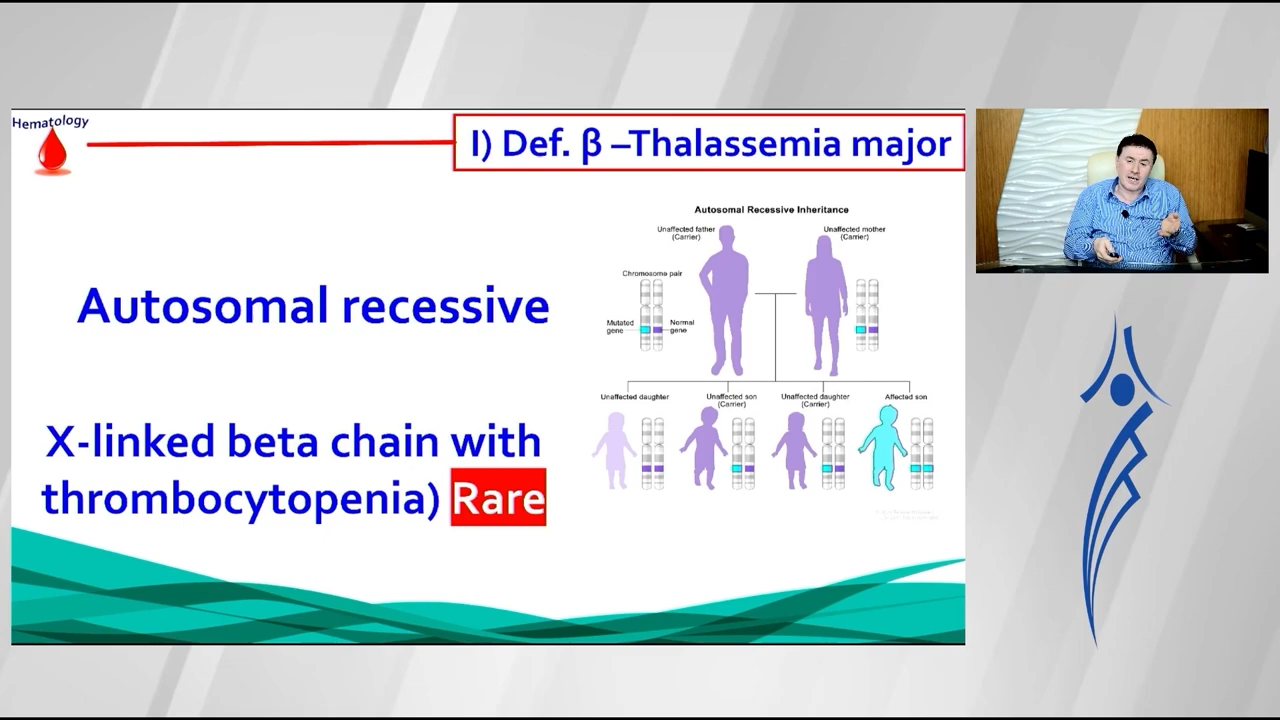 Hematology
I) Def. β –Thalassemia major
Autosomal recessive
X-linked beta chain with
thrombocytopenia) Rare
Autosomal Recessive Inheritance
Unaffected father
(Carrier)
Unaffected mother
(Carrier)
Chromosome pair
Mutated
gene
Normal
gene
Unaffected daughter
Unaffected son
(Carrier)
Unaffected daughter
(Carrier)
Affected son